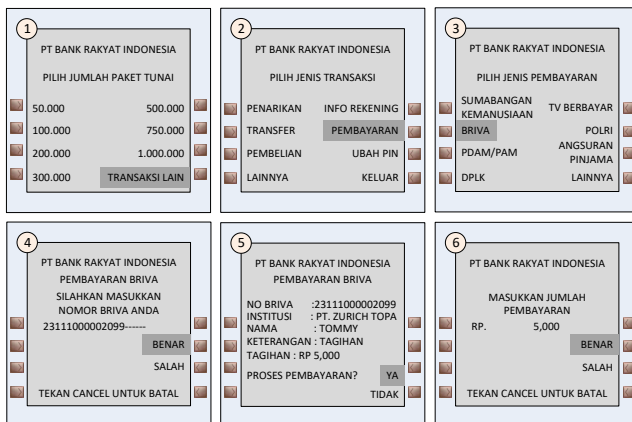 1
PT BANK RAKYAT INDONESIA
PILIH JUMLAH PAKET TUNAI
50.000 500.000
100.000 750.000
200.000 1.000.000
300.000 TRANSAKSI LAIN
2
PT BANK RAKYAT INDONESIA
PILIH JENIS TRANSAKSI
PENARIKAN INFO REKENING
TRANSFER PEMBAYARAN
PEMBELIAN UBAH PIN
LAINNYA KELUAR
3
PT BANK RAKYAT INDONESIA
PILIH JENIS PEMBAYARAN
SUMABANGAN
KEMANUSIAAN TV BERBAYAR
BRIVA POLRI
PDAM/PAM ANGSURAN
PINJAMA
DPLK LAINNYA
4
PT BANK RAKYAT INDONESIA
PEMBAYARAN BRIVA
SILAHKAN MASUKKAN
NOMOR BRIVA ANDA
23111000002099------
BENAR
SALAH
TEKAN CANCEL UNTUK BATAL
5
PT BANK RAKYAT INDONESIA
PEMBAYARAN BRIVA
NO BRIVA :23111000002099
INSTITUSI : PT. ZURICH TOPA
NAMA : TOMMY
KETERANGAN : TAGIHAN
TAGIHAN : RP 5,000
PROSES PEMBAYARAN? YA
TIDAK
6
PT BANK RAKYAT INDONESIA
MASUKKAN JUMLAH
PEMBAYARAN
RP. 5,000
BENAR
SALAH
TEKAN CANCEL UNTUK BATAL